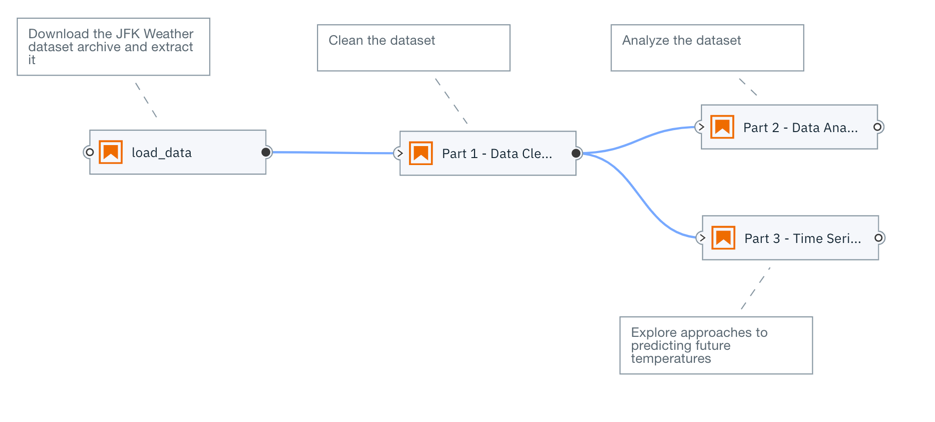 Download the JFK Weather
dataset archive and extract
it
Clean the dataset
Analyze the dataset
load_data
Part 1 - Data Cle...
Part 2 - Data Ana...
Part 3 - Time Seri...
Explore approaches to
predicting future
temperatures